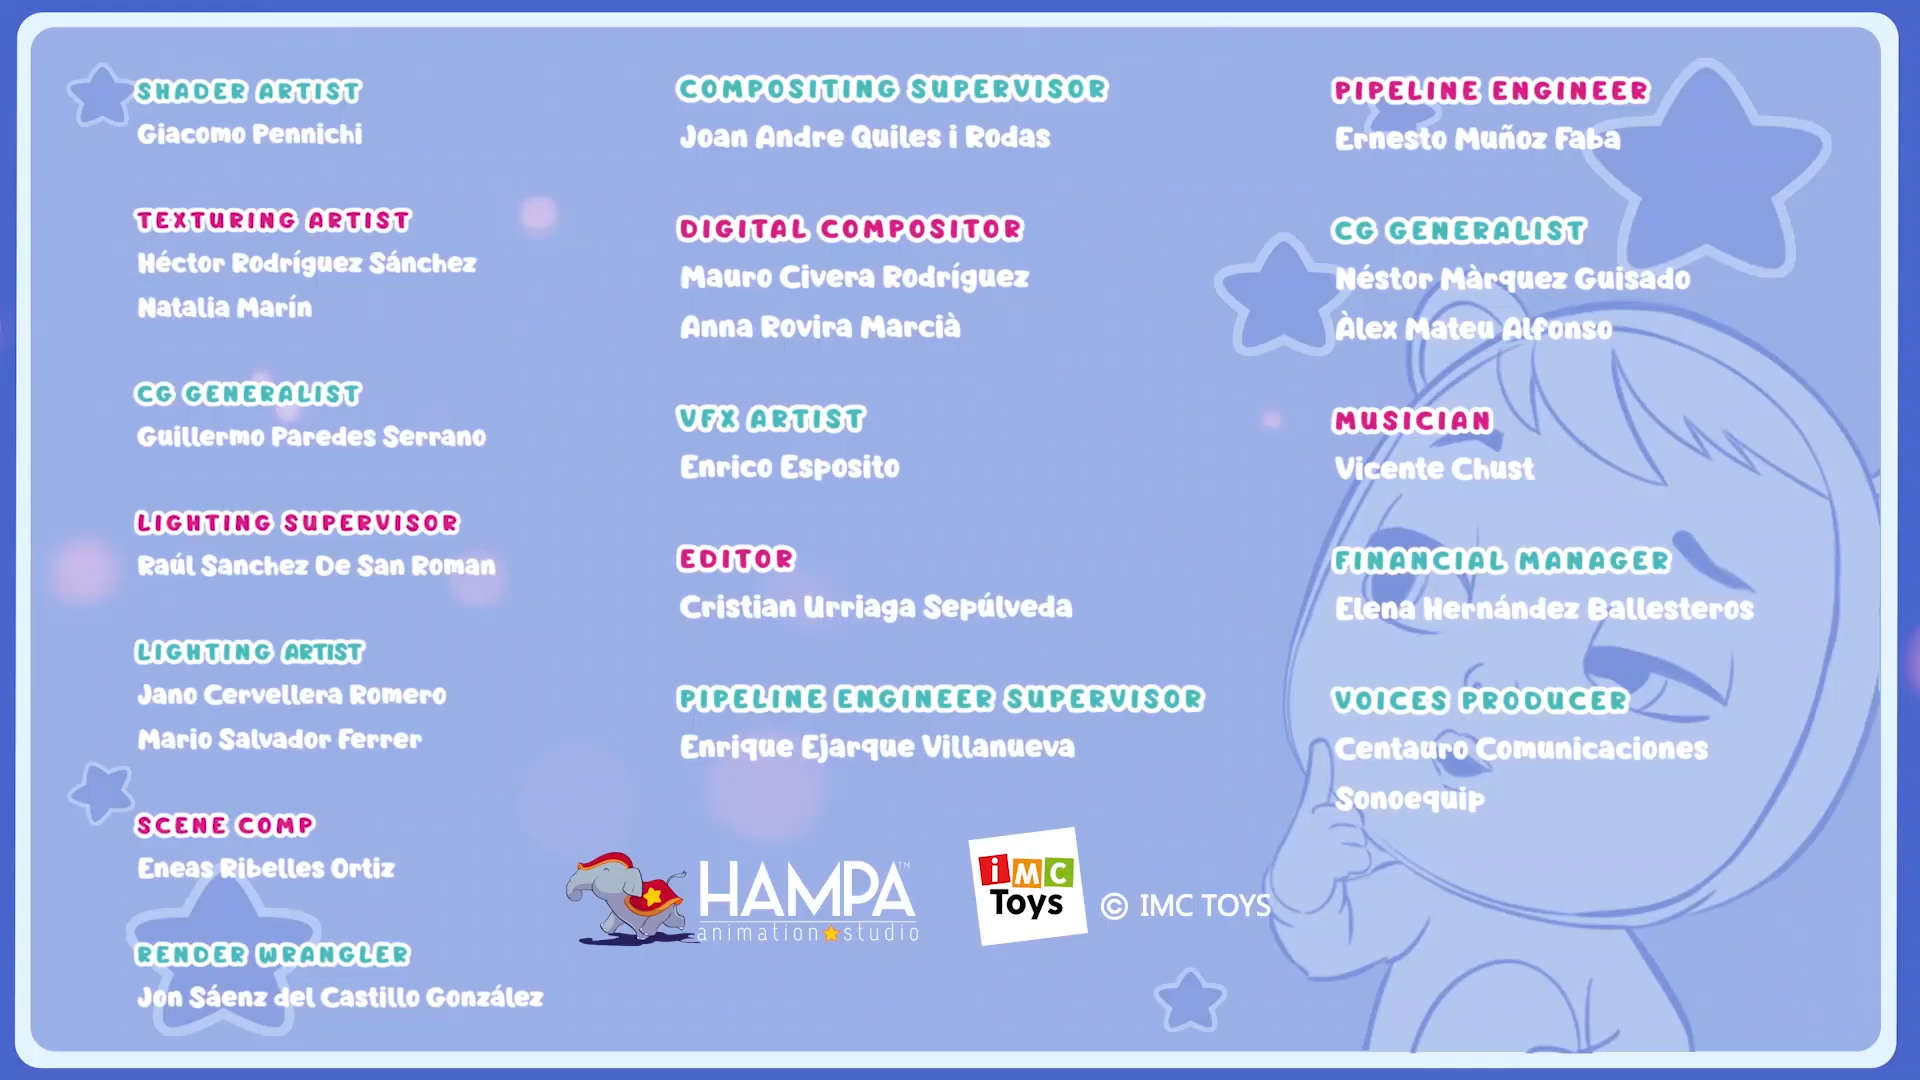 SHADER ARTIST
Giacomo Pennichi
TEXTURING ARTIST
Héctor Rodríguez Sánchez
Natalia Marín
CG GENERALIST
Guillermo Paredes Serrano
LIGHTING SUPERVISOR
Raúl Sanchez De San Roman
LIGHTING ARTIST
Jano Cervellera Romero
Mario Salvador Ferrer
SCENE COMP
Eneas Ribelles Ortiz
RENDER WRANGLER
Jon Sáenz del Castillo González
COMPOSITING SUPERVISOR
Joan Andre Quiles i Rodas
DIGITAL COMPOSITOR
Mauro Civera Rodríguez
Anna Rovira Marcià
VFX ARTIST
Enrico Esposito
EDITOR
Cristian Urriaga Sepúlveda
PIPELINE ENGINEER SUPERVISOR
Enrique Ejarque Villanueva
HAMPA™
animation studio
iMC
Toys
© IMC TOYS
PIPELINE ENGINEER
Ernesto Muñoz Faba
CG GENERALIST
Néstor Màrquez Guisado
Àlex Mateu Alfonso
MUSICIAN
Vicente Chust
FINANCIAL MANAGER
Elena Hernández Ballesteros
VOICES PRODUCER
Centauro Comunicaciones
Sonoequip